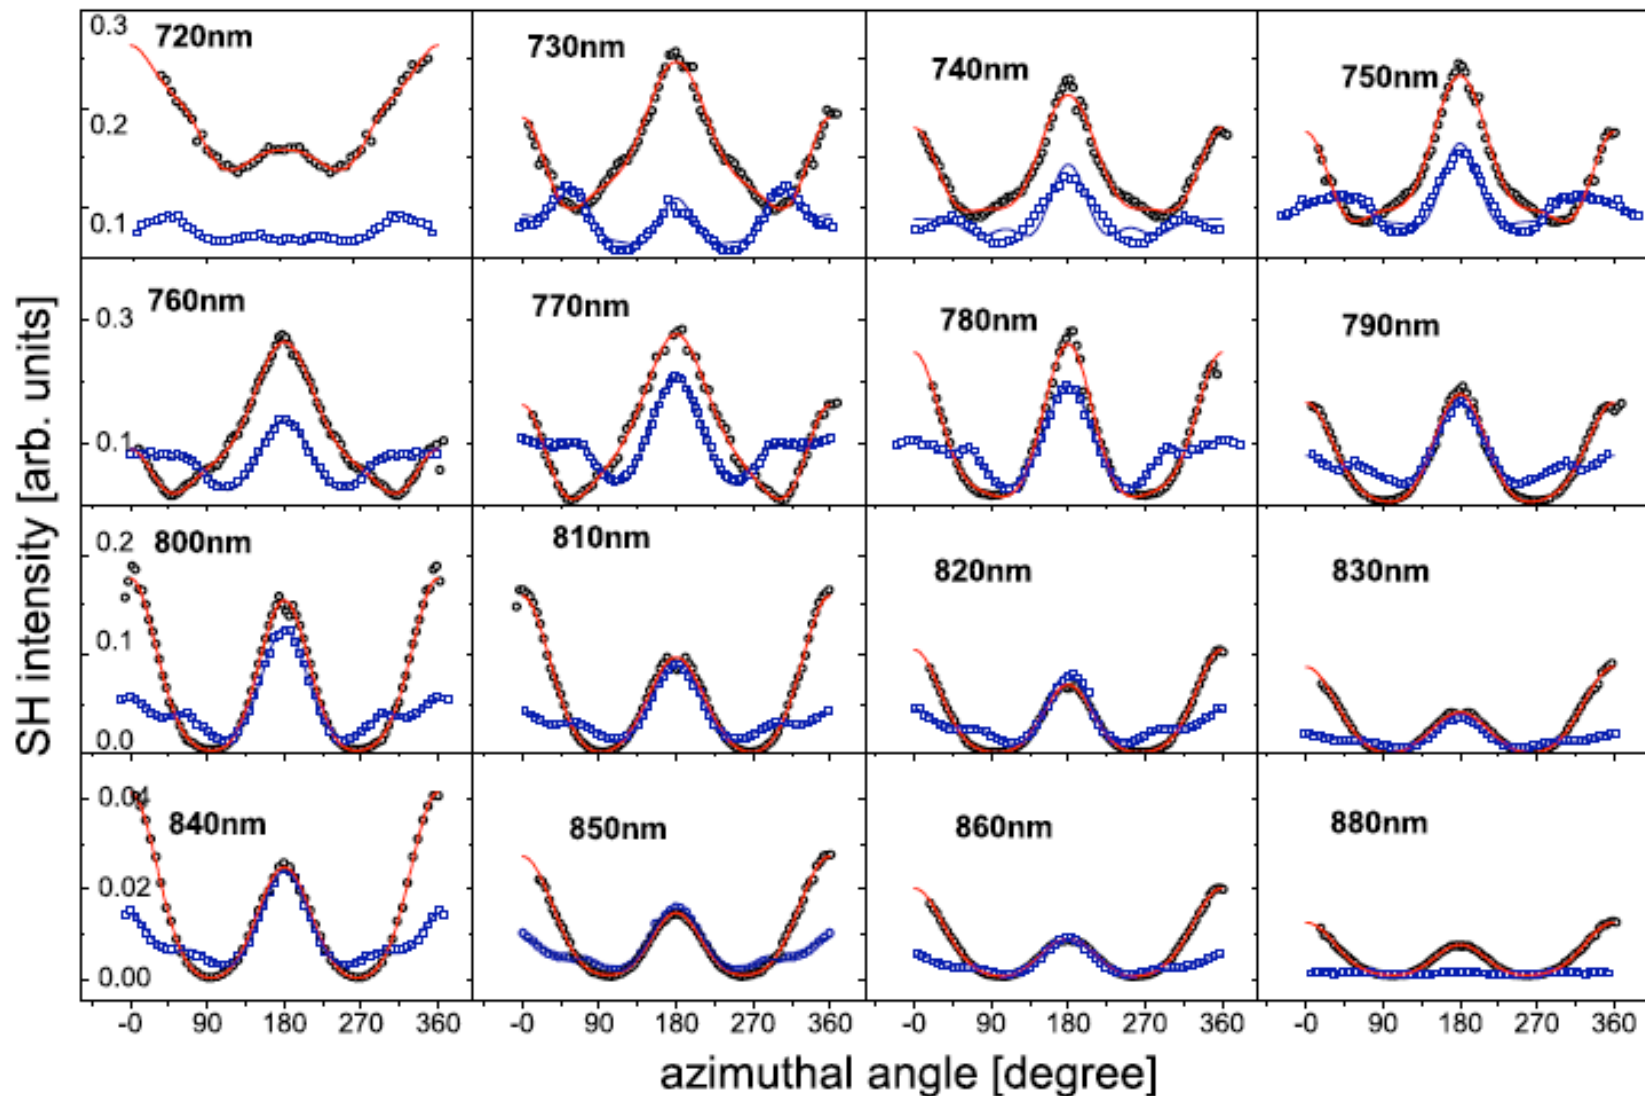 0.3
720nm
730nm
740nm
750nm
0.2
0.1
760nm
770nm
780nm
790nm
0.3
0.1
800nm
810nm
820nm
830nm
0.2
0.1
0.0
840nm
850nm
860nm
880nm
0.04
0.02
0.00
-0 90 180 270 360 -0 90 180 270 360 -0 90 180 270 360 -0 90 180 270 360
SH intensity [arb. units]
azimuthal angle [degree]